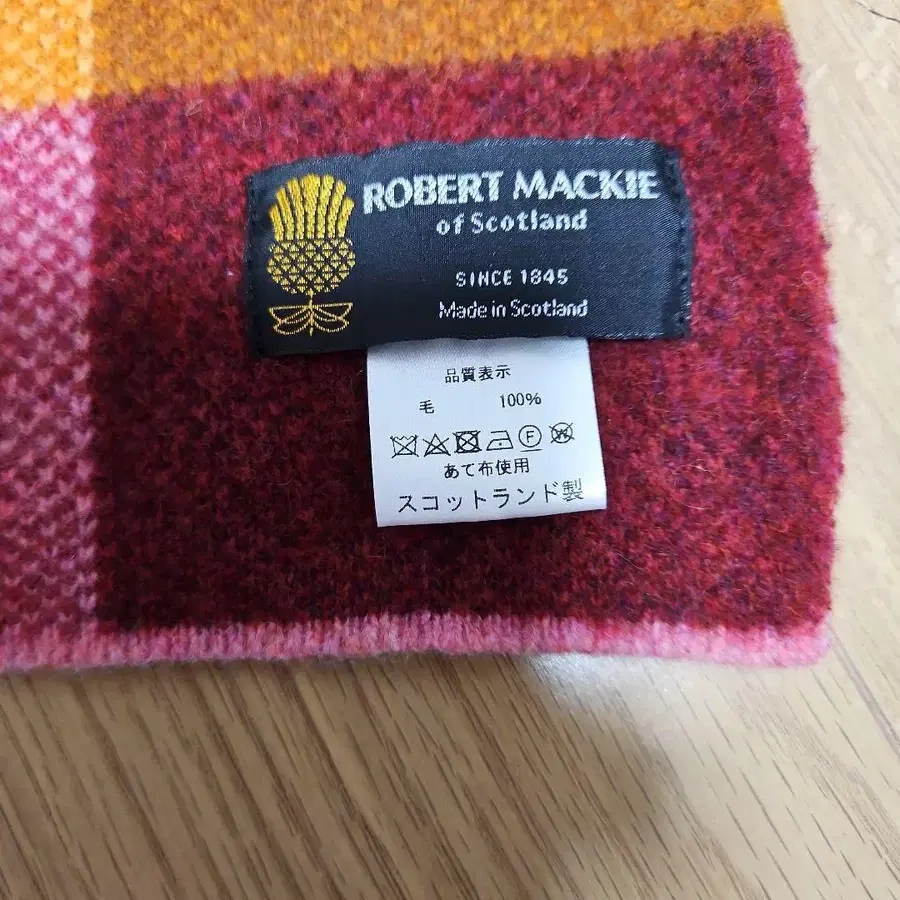 ROBERT MACKIE
of Scotland
SINCE 1845
Made in Scotland
品質表示
毛 100%
F W
あて布使用
スコットランド製